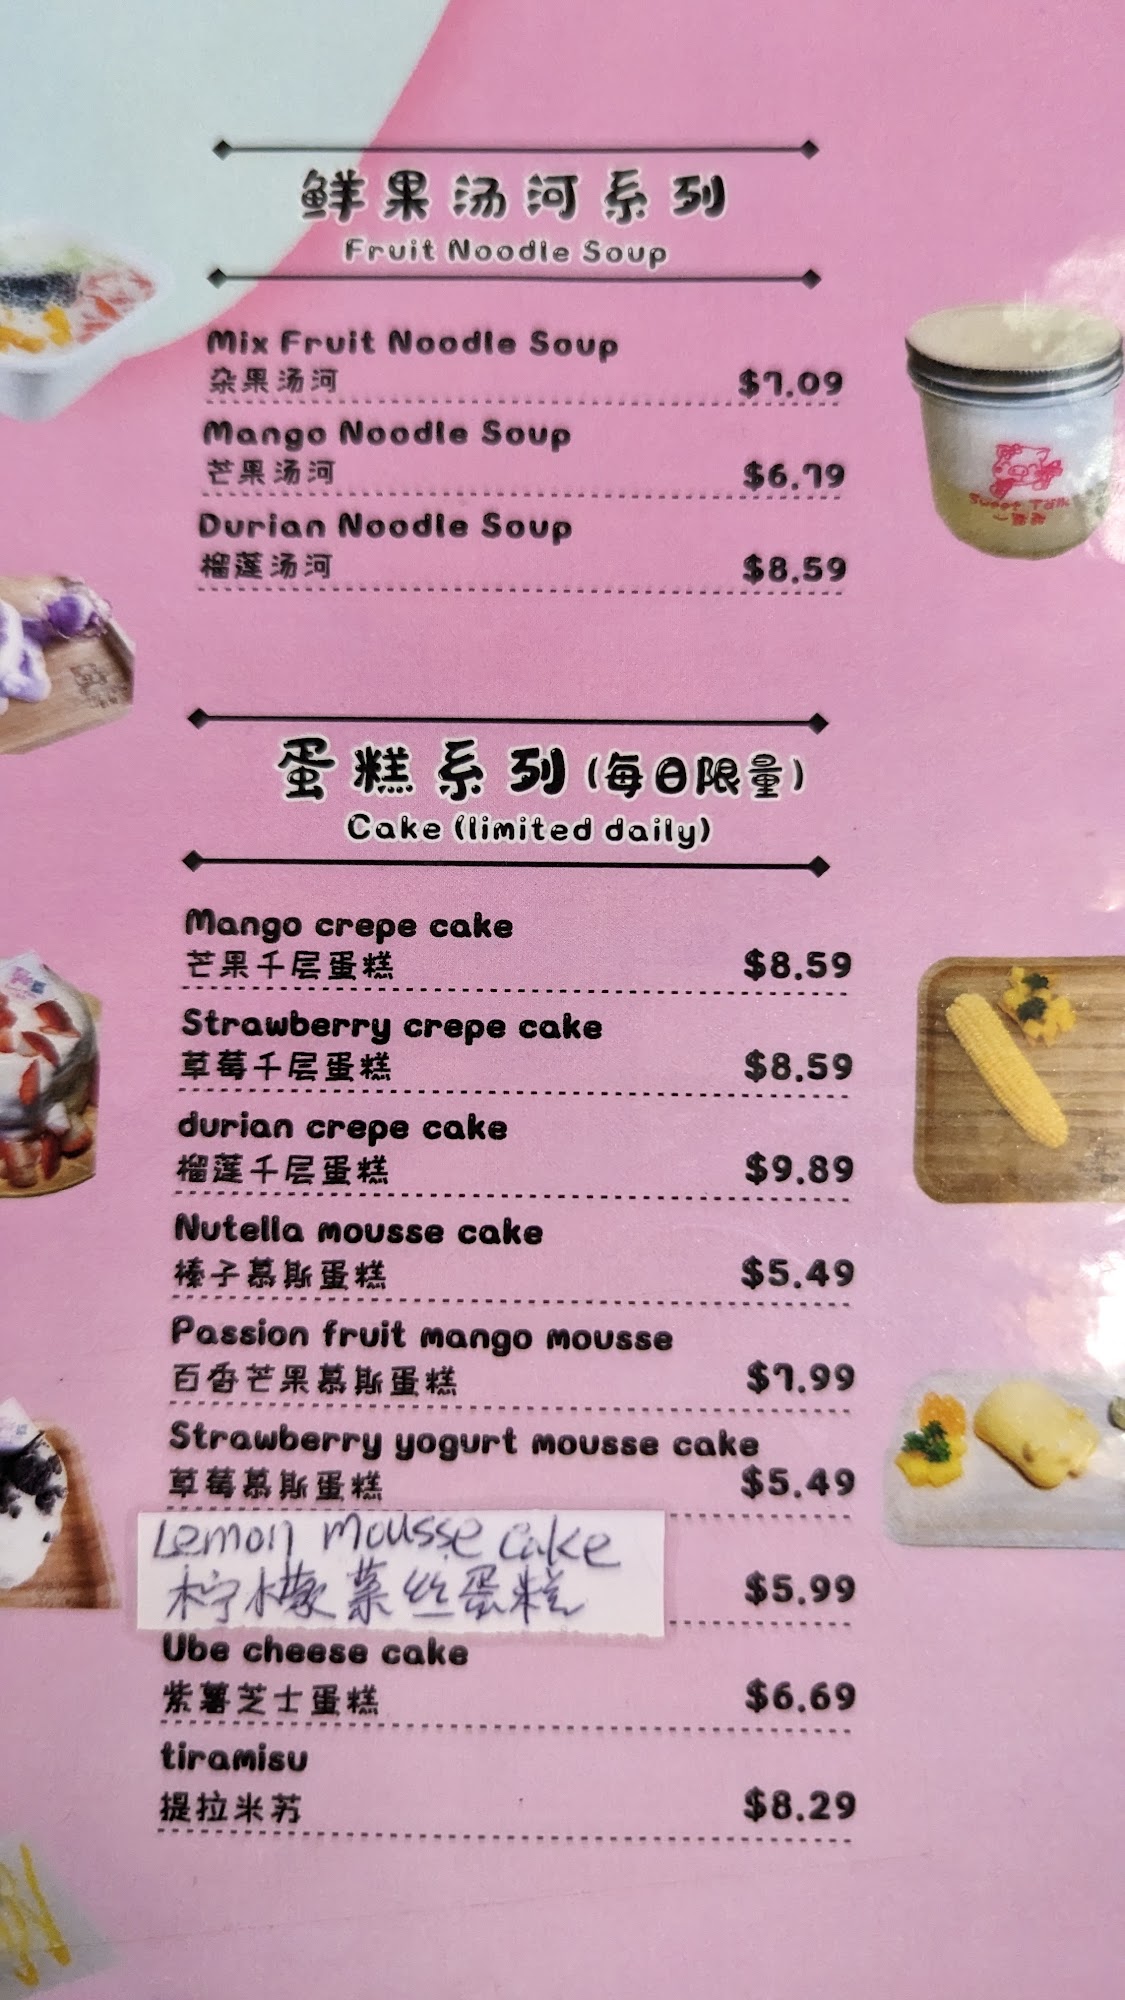 鲜果汤河系列
Fruit Noodle Soup
Mix Fruit Noodle Soup
杂果汤河 $7.09
Mango Noodle Soup
芒果汤河 $6.79
Durian Noodle Soup
榴莲汤河 $8.59
Sweet Talk
蛋糕系列(每日限量)
Cake (limited daily)
Mango crepe cake
芒果千层蛋糕 $8.59
Strawberry crepe cake
草莓千层蛋糕 $8.59
durian crepe cake
榴莲千层蛋糕 $9.89
Nutella mousse cake
榛子慕斯蛋糕 $5.49
Passion fruit mango mousse
百香芒果慕斯蛋糕 $7.99
Strawberry yogurt mousse cake
草莓慕斯蛋糕 $5.49
Lemon mousse cake
柠檬慕丝蛋糕 $5.99
Ube cheese cake
紫薯芝士蛋糕 $6.69
tiramisu
提拉米苏 $8.29